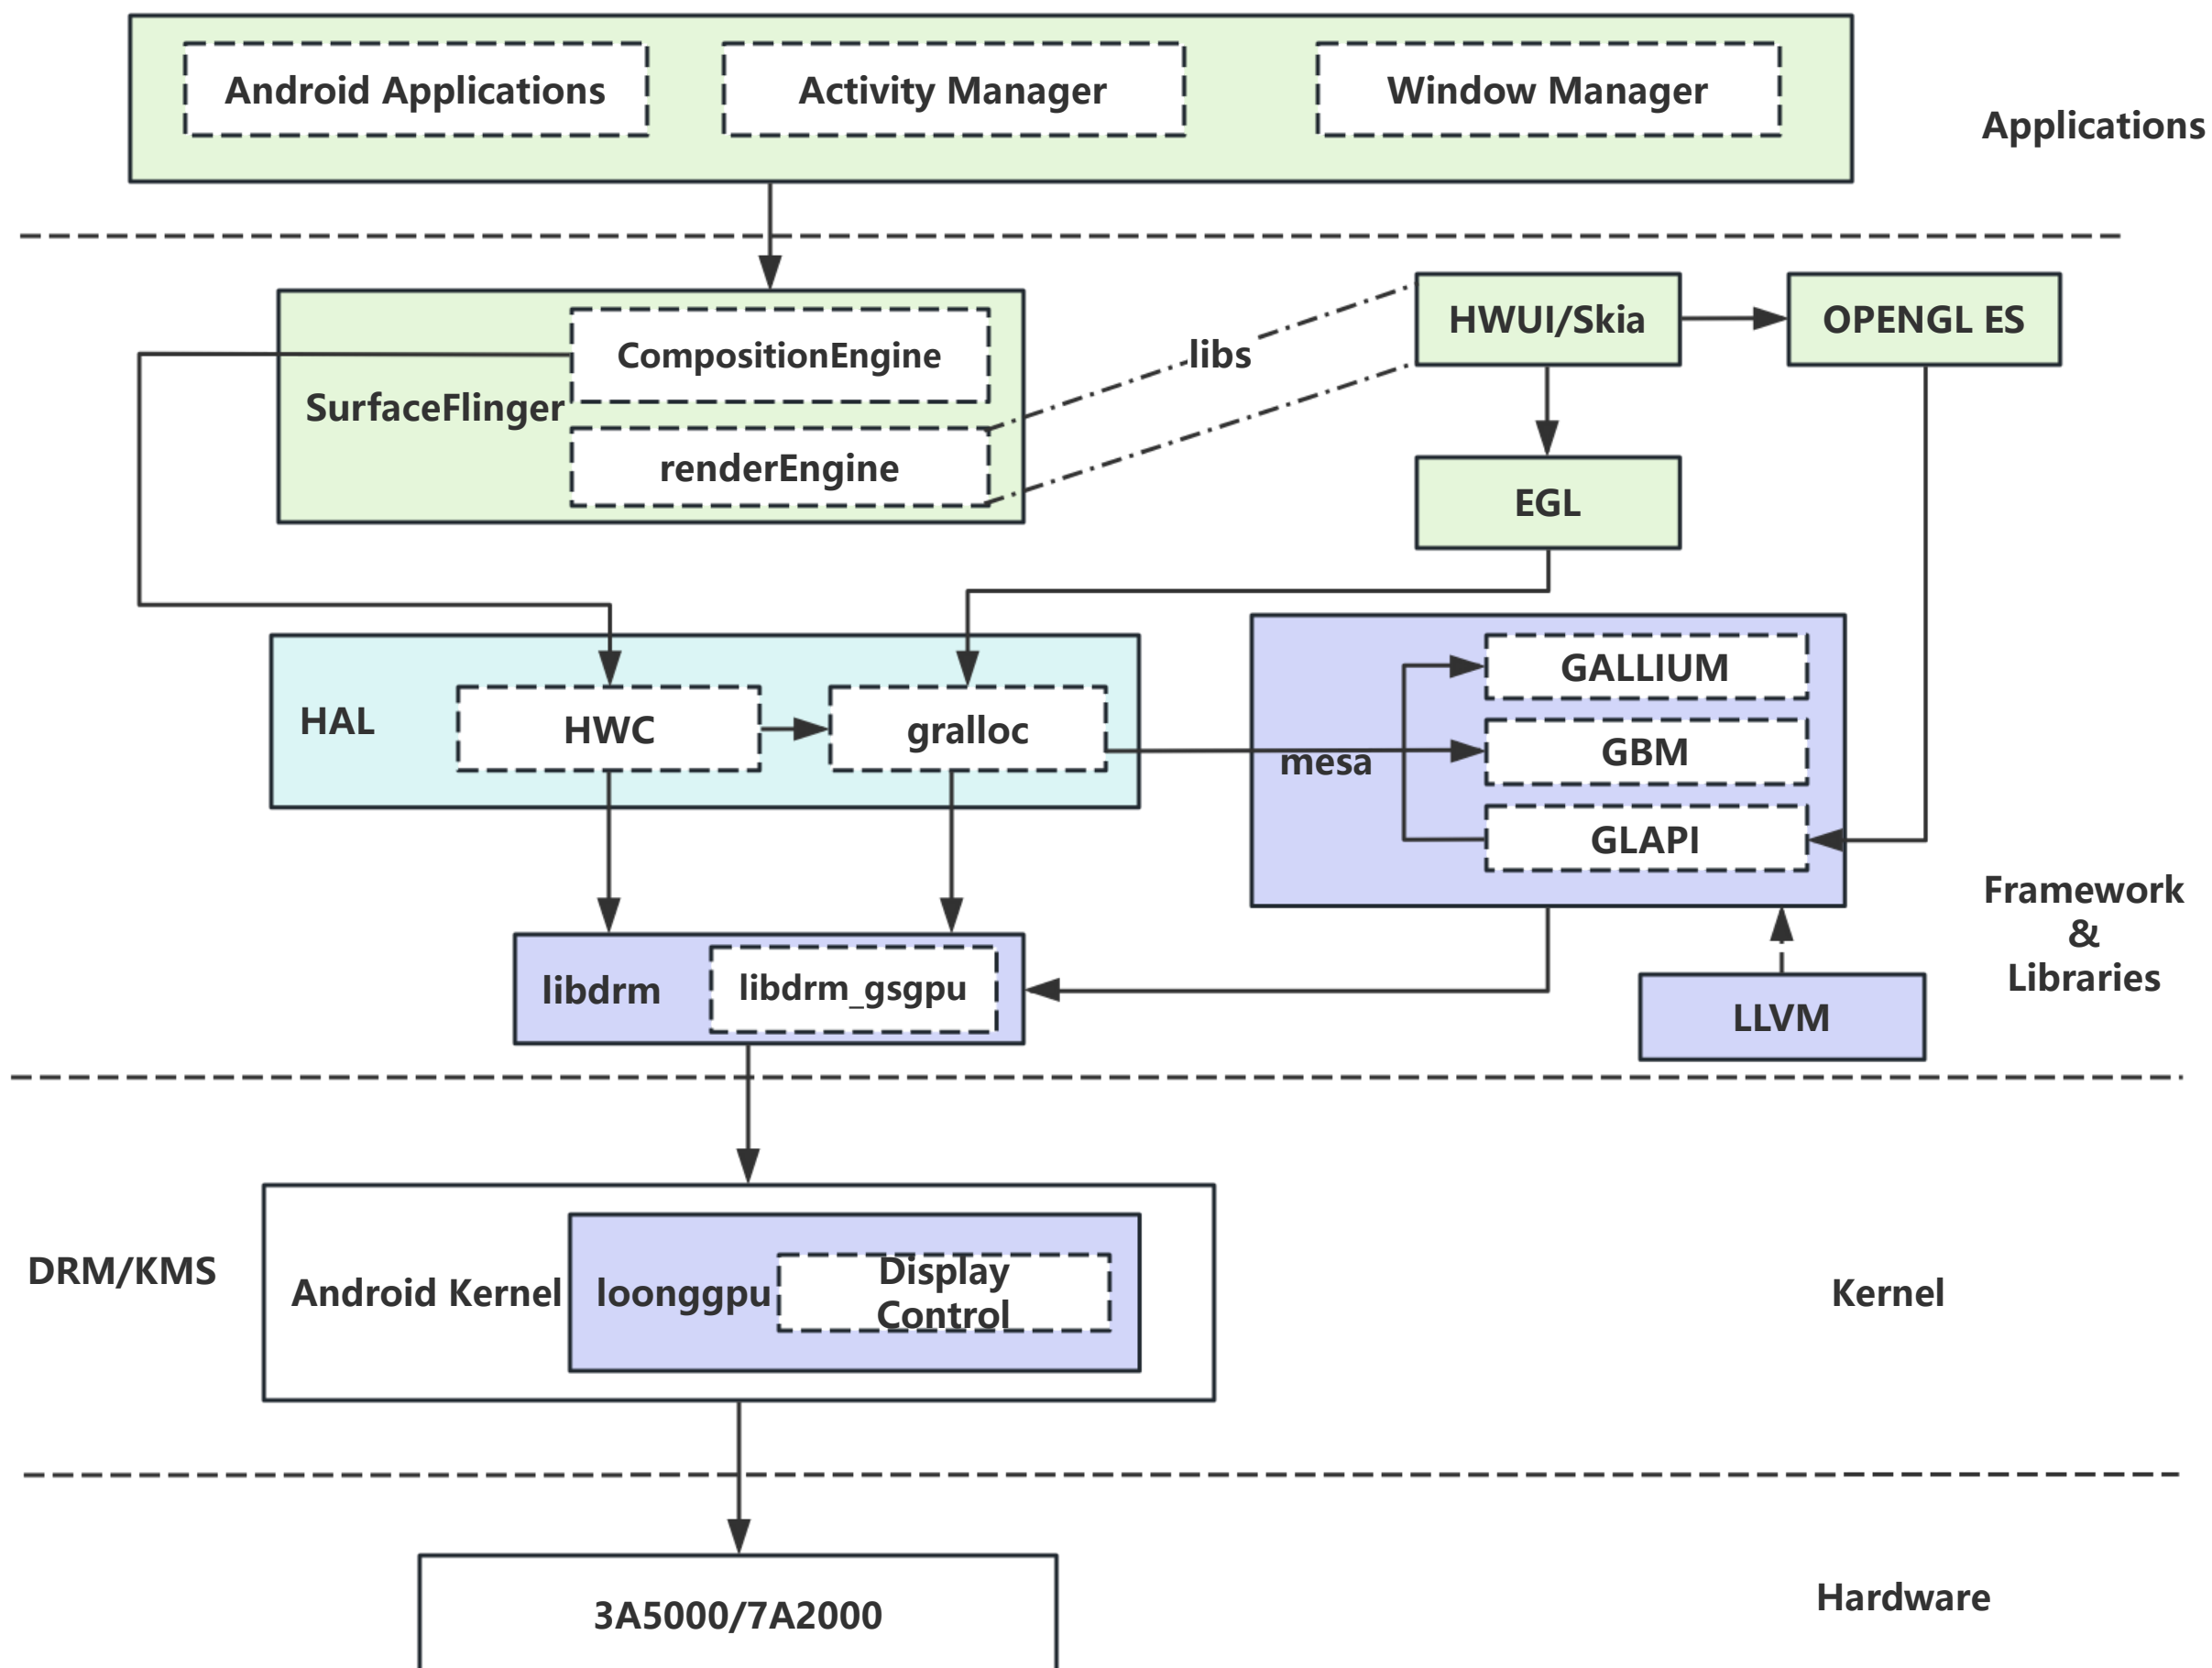 Android Applications
Activity Manager
Window Manager
Applications
CompositionEngine
SurfaceFlinger
renderEngine
libs
HWUI/Skia
OPENGL ES
EGL
HAL
HWC
gralloc
mesa
GALLIUM
GBM
GLAPI
Framework
&
Libraries
libdrm
libdrm_gsgpu
LLVM
DRM/KMS
Android Kernel
loonggpu
Display
Control
Kernel
3A5000/7A2000
Hardware